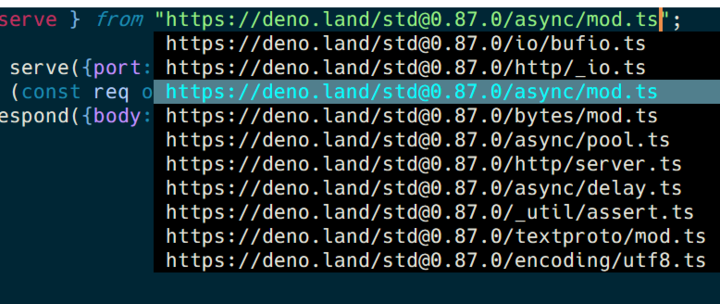 serve } from "https://deno.land/std@0.87.0/async/mod.ts";
https://deno.land/std@0.87.0/io/bufio.ts
serve({port: https://deno.land/std@0.87.0/http/_io.ts
(const req o https://deno.land/std@0.87.0/async/mod.ts
espond({body: https://deno.land/std@0.87.0/bytes/mod.ts
https://deno.land/std@0.87.0/async/pool.ts
https://deno.land/std@0.87.0/http/server.ts
https://deno.land/std@0.87.0/async/delay.ts
https://deno.land/std@0.87.0/_util/assert.ts
https://deno.land/std@0.87.0/textproto/mod.ts
https://deno.land/std@0.87.0/encoding/utf8.ts